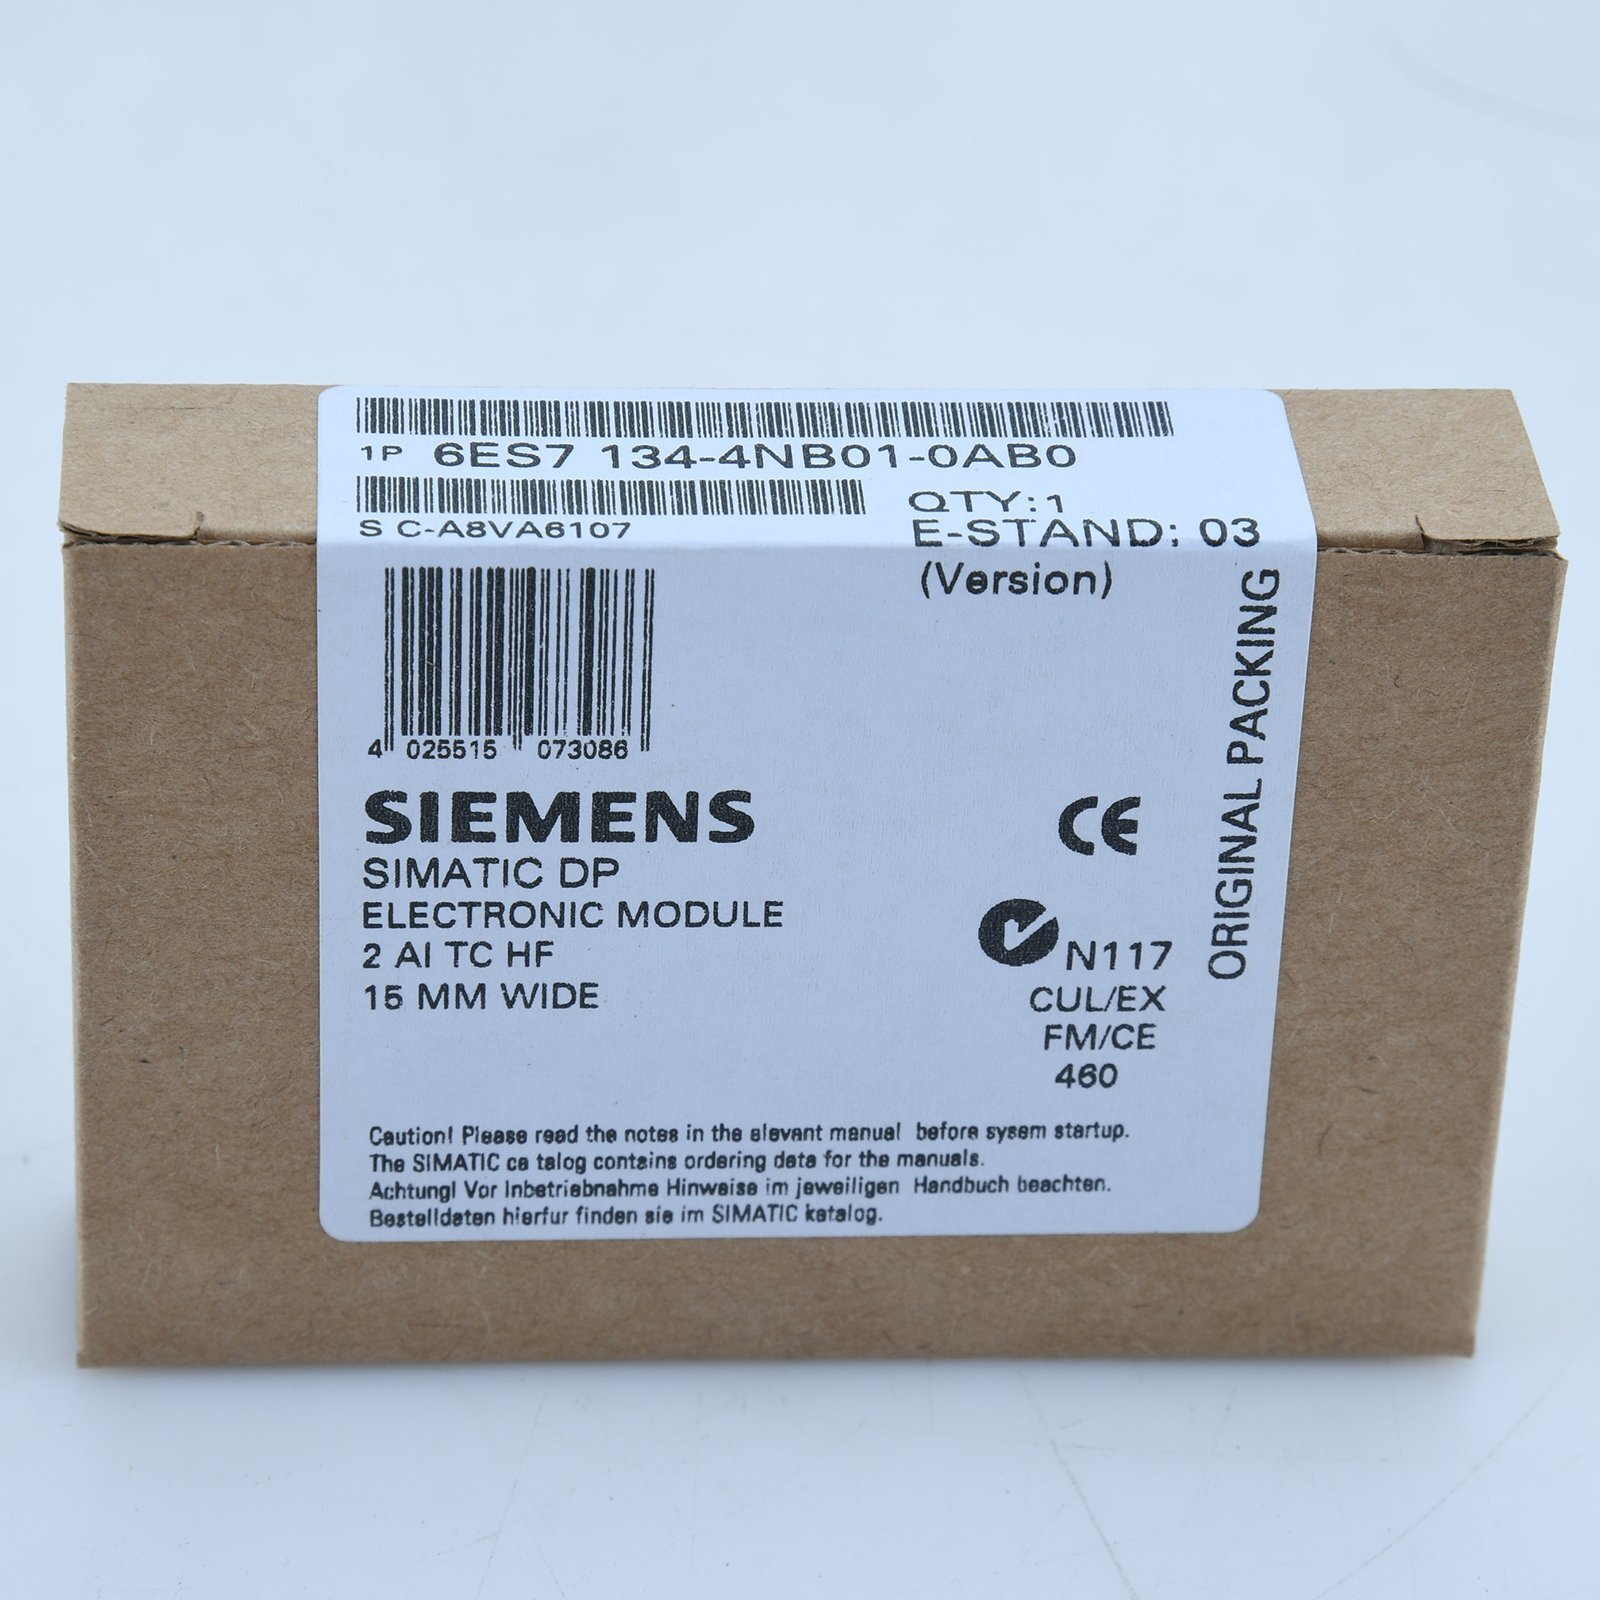 1P 6ES7 134-4NB01-0AB0
S C-A8VA6107
QTY:1
E-STAND; 03
(Version)
4 025515 073086
ORIGINAL PACKING
SIEMENS
SIMATIC DP
ELECTRONIC MODULE
2 AI TC HF
15 MM WIDE
CE
N117
CUL/EX
FM/CE
460
Caution! Please read the notes in the elevant manual before sysem startup.
The SIMATIC ca talog contains ordering data for the manuals.
Achtung! Vor Inbetriebnahme Hinweise im jeweiligen Handbuch beachten.
Bestelldaten hierfur finden sie im SIMATIC katalog.